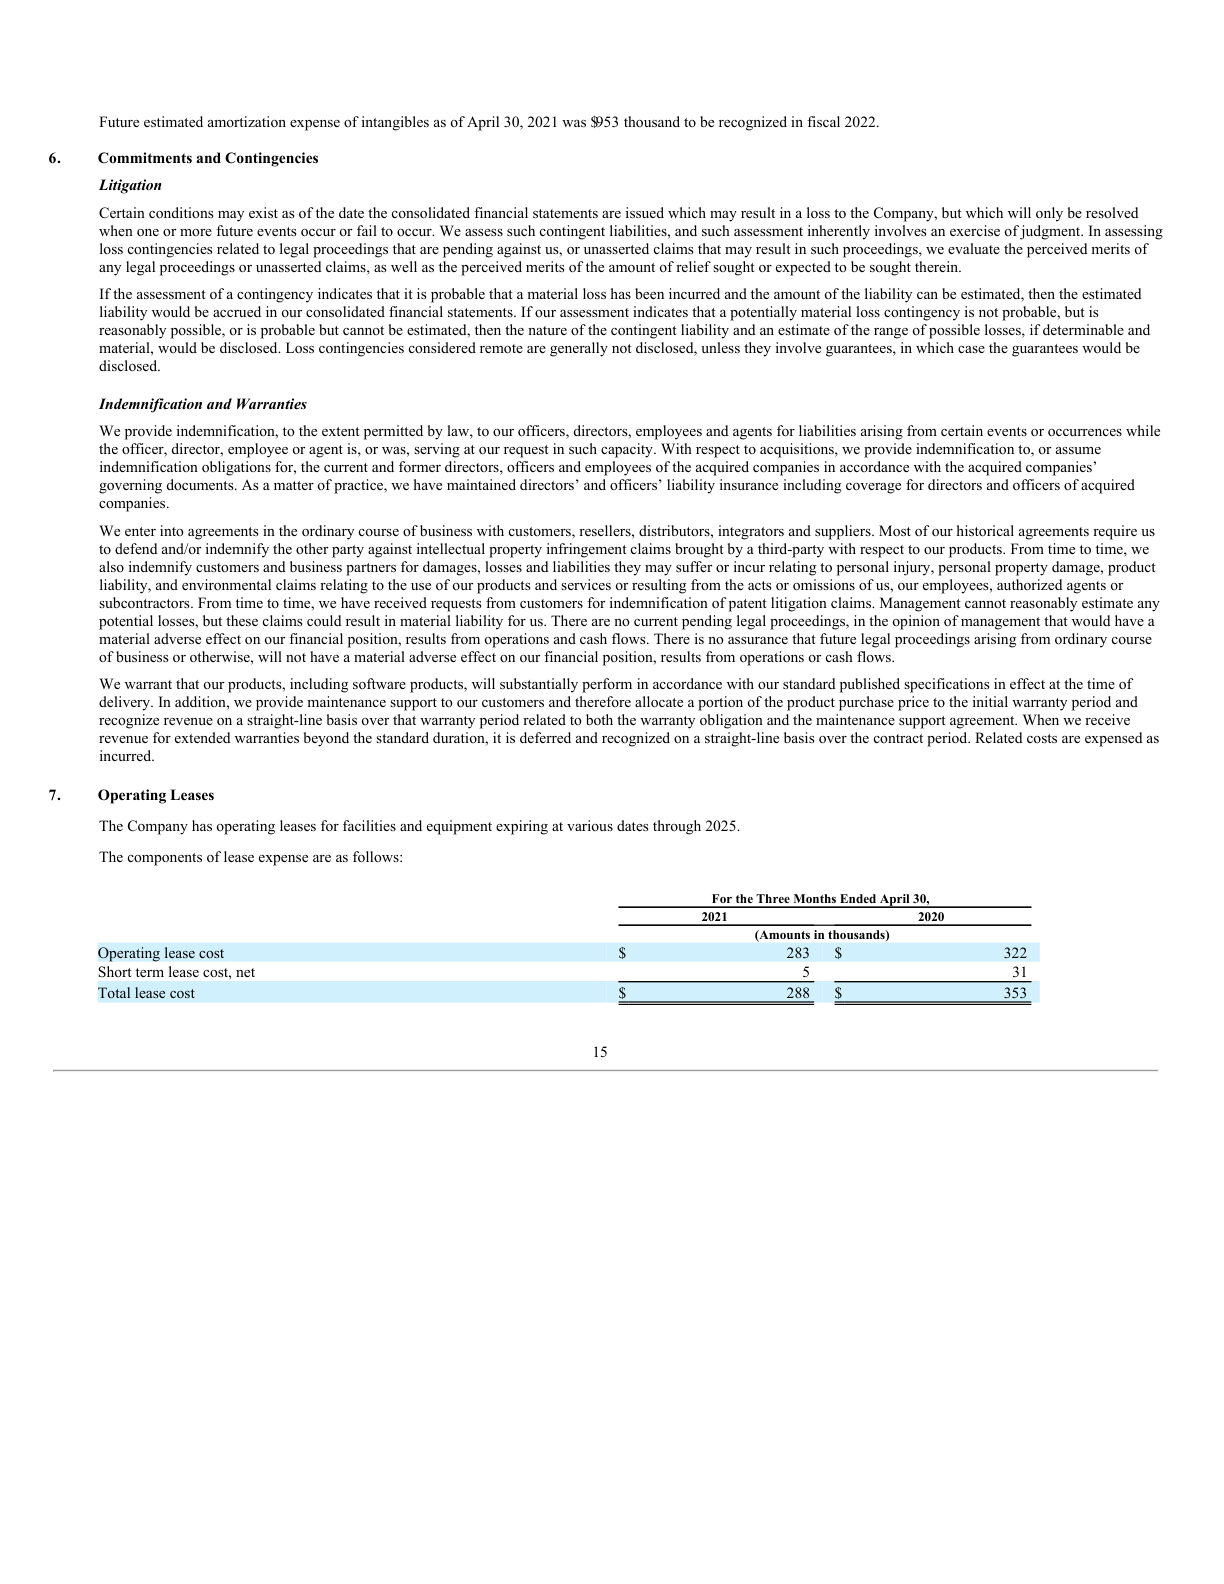 Future estimated amortization expense of intangibles as of April 30, 2021 was $953 thousand to be recognized in fiscal 2022.
6. Commitments and Contingencies
Litigation
Certain conditions may exist as of the date the consolidated financial statements are issued which may result in a loss to the Company, but which will only be resolved
when one or more future events occur or fail to occur. We assess such contingent liabilities, and such assessment inherently involves an exercise of judgment. In assessing
loss contingencies related to legal proceedings that are pending against us, or unasserted claims that may result in such proceedings, we evaluate the perceived merits of
any legal proceedings or unasserted claims, as well as the perceived merits of the amount of relief sought or expected to be sought therein.
If the assessment of a contingency indicates that it is probable that a material loss has been incurred and the amount of the liability can be estimated, then the estimated
liability would be accrued in our consolidated financial statements. If our assessment indicates that a potentially material loss contingency is not probable, but is
reasonably possible, or is probable but cannot be estimated, then the nature of the contingent liability and an estimate of the range of possible losses, if determinable and
material, would be disclosed. Loss contingencies considered remote are generally not disclosed, unless they involve guarantees, in which case the guarantees would be
disclosed.
Indemnification and Warranties
We provide indemnification, to the extent permitted by law, to our officers, directors, employees and agents for liabilities arising from certain events or occurrences while
the officer, director, employee or agent is, or was, serving at our request in such capacity. With respect to acquisitions, we provide indemnification to, or assume
indemnification obligations for, the current and former directors, officers and employees of the acquired companies in accordance with the acquired companies’
governing documents. As a matter of practice, we have maintained directors’ and officers’ liability insurance including coverage for directors and officers of acquired
companies.
We enter into agreements in the ordinary course of business with customers, resellers, distributors, integrators and suppliers. Most of our historical agreements require us
to defend and/or indemnify the other party against intellectual property infringement claims brought by a third-party with respect to our products. From time to time, we
also indemnify customers and business partners for damages, losses and liabilities they may suffer or incur relating to personal injury, personal property damage, product
liability, and environmental claims relating to the use of our products and services or resulting from the acts or omissions of us, our employees, authorized agents or
subcontractors. From time to time, we have received requests from customers for indemnification of patent litigation claims. Management cannot reasonably estimate any
potential losses, but these claims could result in material liability for us. There are no current pending legal proceedings, in the opinion of management that would have a
material adverse effect on our financial position, results from operations and cash flows. There is no assurance that future legal proceedings arising from ordinary course
of business or otherwise, will not have a material adverse effect on our financial position, results from operations or cash flows.
We warrant that our products, including software products, will substantially perform in accordance with our standard published specifications in effect at the time of
delivery. In addition, we provide maintenance support to our customers and therefore allocate a portion of the product purchase price to the initial warranty period and
recognize revenue on a straight-line basis over that warranty period related to both the warranty obligation and the maintenance support agreement. When we receive
revenue for extended warranties beyond the standard duration, it is deferred and recognized on a straight-line basis over the contract period. Related costs are expensed as
incurred.
7. Operating Leases
The Company has operating leases for facilities and equipment expiring at various dates through 2025.
The components of lease expense are as follows:
For the Three Months Ended April 30,
2021 2020
(Amounts in thousands)
Operating lease cost $ 283 $ 322
Short term lease cost, net 5 31
Total lease cost $ 288 $ 353
15